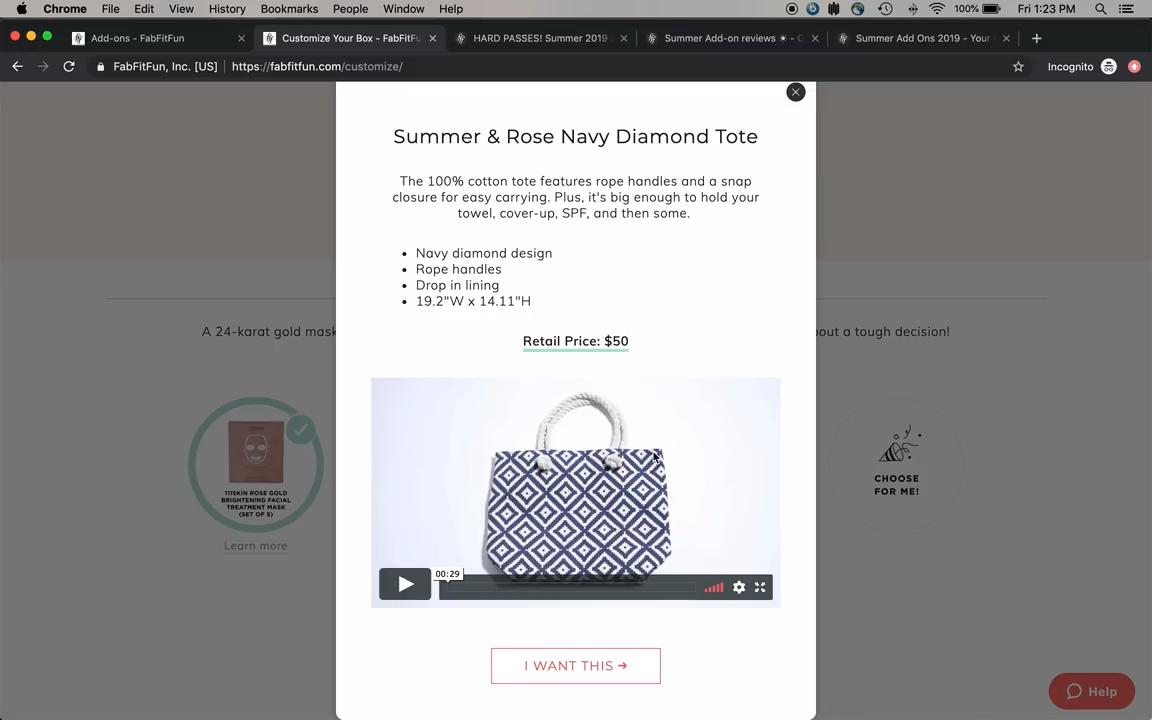 Chrome File Edit View History Bookmarks People Window Help
100% Fri 1:23 PM
Add-ons - FabFitFun
Customize Your Box - FabFitFu
HARD PASSES! Summer 2019
Summer Add-on reviews ☀ - C
Summer Add Ons 2019 - Your
FabFitFun, Inc. [US] https://fabfitfun.com/customize/
Incognito
Summer & Rose Navy Diamond Tote
The 100% cotton tote features rope handles and a snap
closure for easy carrying. Plus, it's big enough to hold your
towel, cover-up, SPF, and then some.
• Navy diamond design
• Rope handles
• Drop in lining
• 19.2"W x 14.11"H
A 24-karat gold mask
out a tough decision!
Retail Price: $50
111SKIN ROSE GOLD
BRIGHTENING FACIAL
TREATMENT MASK
(SET OF 5)
Learn more
CHOOSE
FOR ME!
00:29
I WANT THIS →
Help